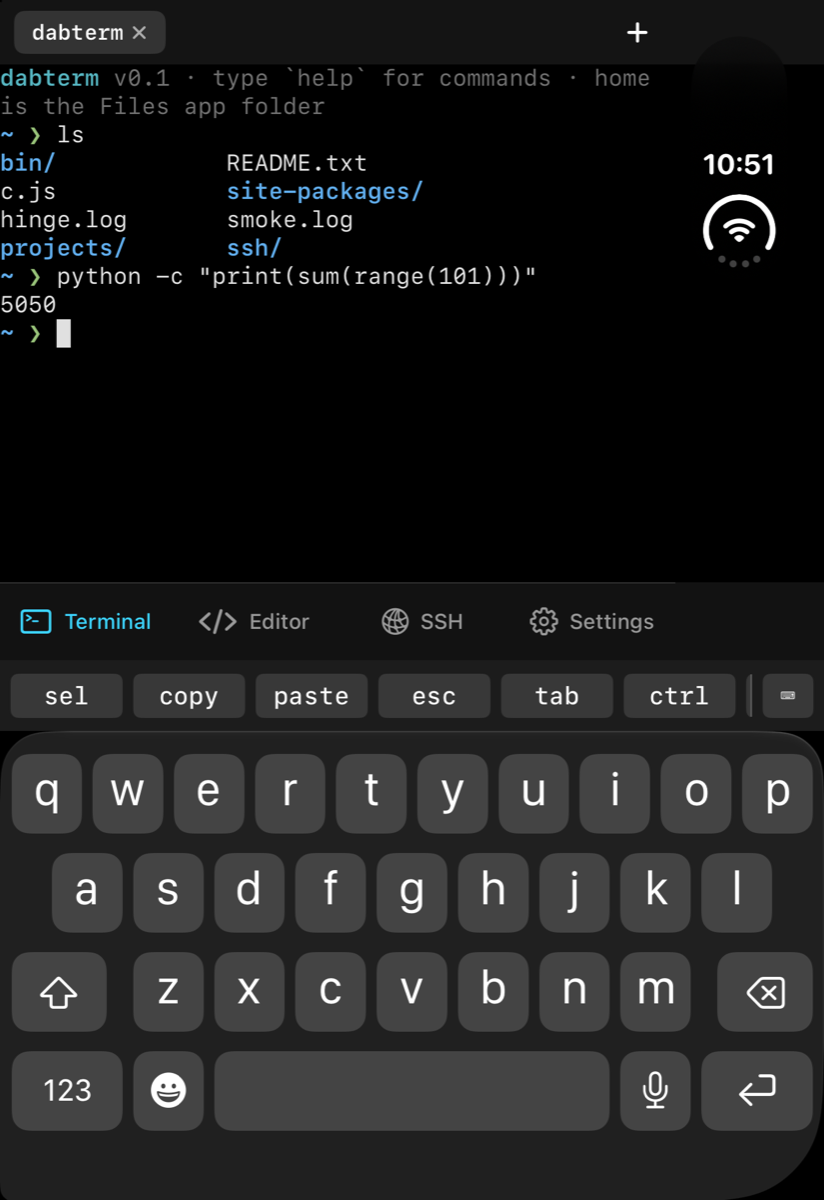 dabterm ×
+
dabterm v0.1 · type `help` for commands · home
is the Files app folder
~ ❯ ls
bin/ README.txt
c.js site-packages/
hinge.log smoke.log
projects/ ssh/
~ ❯ python -c "print(sum(range(101)))"
5050
~ ❯
10:51
Terminal </> Editor SSH Settings
sel copy paste esc tab ctrl
q w e r t y u i o p
a s d f g h j k l
z x c v b n m
123